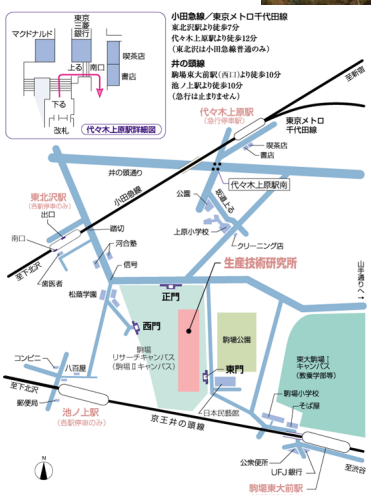 小田急線／東京メトロ千代田線
東北沢駅より徒歩7分
代々木上原駅より徒歩12分
(東北沢は小田急線普通のみ)
井の頭線
駒場東大前駅(西口)より徒歩10分
池ノ上駅より徒歩10分
(急行は止まりません)
マクドナルド
東京
三菱
銀行
上る
南口
喫茶店
書店
下る
改札
代々木上原駅詳細図
至新宿
代々木上原駅
(急行停車駅)
東京メトロ
千代田線
喫茶店
書店
代々木上原駅南
井の頭通り
小田急線
公園
坂道上る
上原小学校
クリーニング店
東北沢駅
(各駅停車のみ)
出口
南口
踏切
河合塾
至下北沢
歯医者
信号
松蔭学園
生産技術研究所
正門
山手通りへ→
西門
駒場
リサーチキャンパス
(駒場Ⅱキャンパス)
駒場公園
東大駒場Ⅰ
キャンパス
(教養学部等)
東門
コンビニ
八百屋
至下北沢
郵便局
池ノ上駅
(各駅停車のみ)
日本民藝館
駒場小学校
そば屋
京王井の頭線
公衆便所
UFJ銀行
至渋谷
駒場東大前駅
N